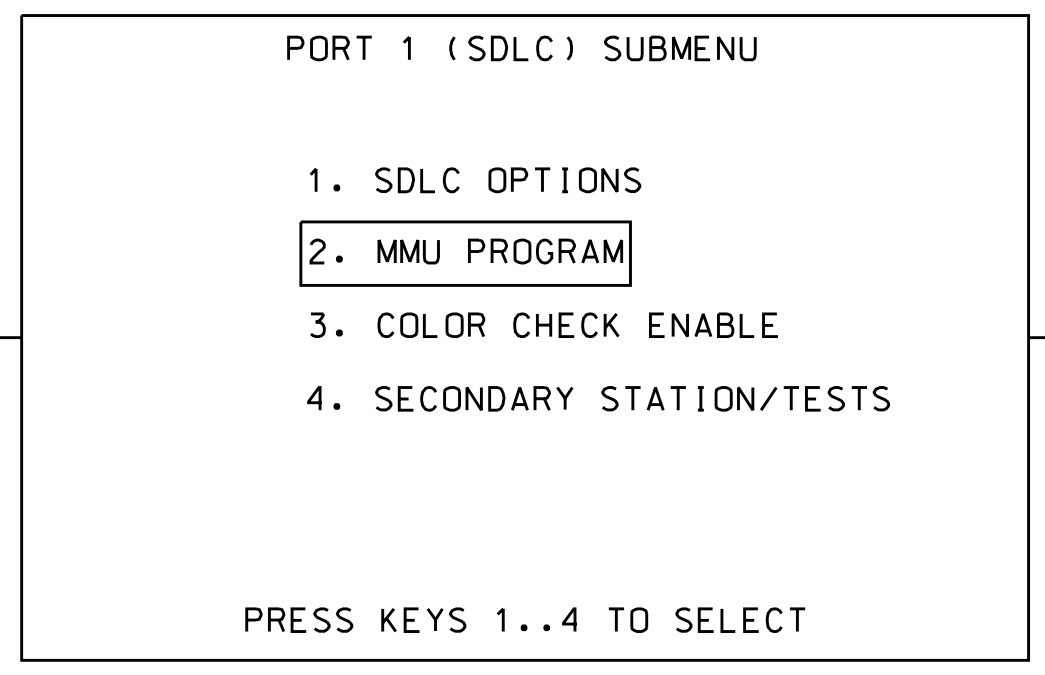 PORT 1 (SDLC) SUBMENU
1. SDLC OPTIONS
2. MMU PROGRAM
3. COLOR CHECK ENABLE
4. SECONDARY STATION/TESTS
PRESS KEYS 1..4 TO SELECT